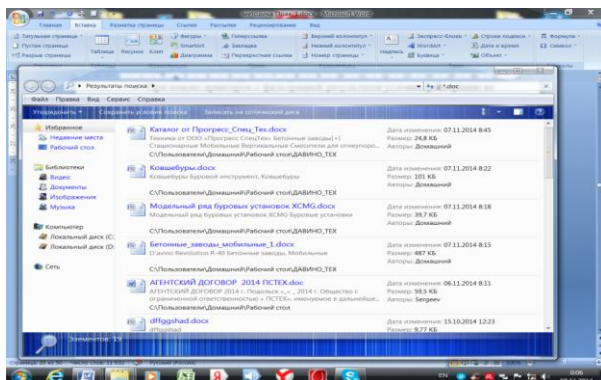 Главная Вставка Разметка страницы Ссылки Рассылки Рецензирование Вид
Титульная страница
Пустая страница
Разрыв страницы
Таблица Рисунок Клип
Фигуры
SmartArt
Диаграмма
Гиперссылка
Закладка
Перекрестная ссылка
Верхний колонтитул
Нижний колонтитул
Номер страницы
Надпись
Экспресс-блоки
WordArt
Буквица
Строка подписи
Дата и время
Объект
Формула
Символ
Результаты поиска
*.doc
Файл Правка Вид Сервис Справка
Упорядочить Сохранить условия поиска Записать на оптический диск
Избранное
Недавние места
Рабочий стол
Библиотеки
Видео
Документы
Изображения
Музыка
Компьютер
Локальный диск (C:
Локальный диск (D:
Сеть
Каталог от Прогресс_Спец_Тех.docx
Техника от ООО «Прогресс СпецТех» Бетонные заводы[+]
Стационарные Мобильные Вертикальные Смесители для огнеупоро...
C:\Пользователи\Домашний\Рабочий стол\ДАВИНО_ТЕХ
Дата изменения: 07.11.2014 8:45
Размер: 24,8 КБ
Авторы: Домашний
Ковшебуры.docx
Ковшебуры Буровой инструмент, Ковшебуры
C:\Пользователи\Домашний\Рабочий стол\ДАВИНО_ТЕХ
Дата изменения: 07.11.2014 8:22
Размер: 101 КБ
Авторы: Домашний
Модельный ряд буровых установок XCMG.docx
Модельный ряд буровых установок XCMG Буровые установки
C:\Пользователи\Домашний\Рабочий стол\ДАВИНО_ТЕХ
Дата изменения: 07.11.2014 8:18
Размер: 39,7 КБ
Авторы: Домашний
Бетонные_заводы_мобильные_1.docx
D'avino Revolution R-40 Бетонные заводы, Мобильные
C:\Пользователи\Домашний\Рабочий стол\ДАВИНО_ТЕХ
Дата изменения: 07.11.2014 8:15
Размер: 487 КБ
Авторы: Домашний
АГЕНТСКИЙ ДОГОВОР 2014 ПСТЕХ.doc
АГЕНТСКИЙ ДОГОВОР 2014 г. Подольск «_» _ 2014 г. Общество с
ограниченной ответственностью « ПСТЕХ», именуемое в дальнейше...
C:\Пользователи\Домашний\Рабочий стол
Дата изменения: 06.11.2014 8:11
Размер: 59,5 КБ
Авторы: Sergeev
dffggshad.docx
dffggshad
Дата изменения: 15.10.2014 12:23
Размер: 9,77 КБ
Элементов: 19
EN
0:06